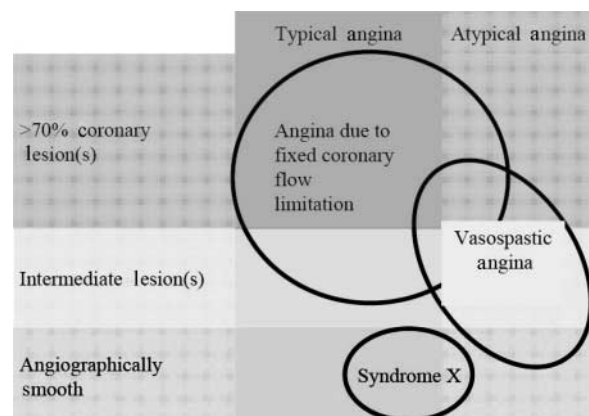 Typical angina
Atypical angina
>70% coronary
lesion(s)
Angina due to
fixed coronary
flow
limitation
Vasospastic
angina
Intermediate lesion(s)
Angiographically
smooth
Syndrome X